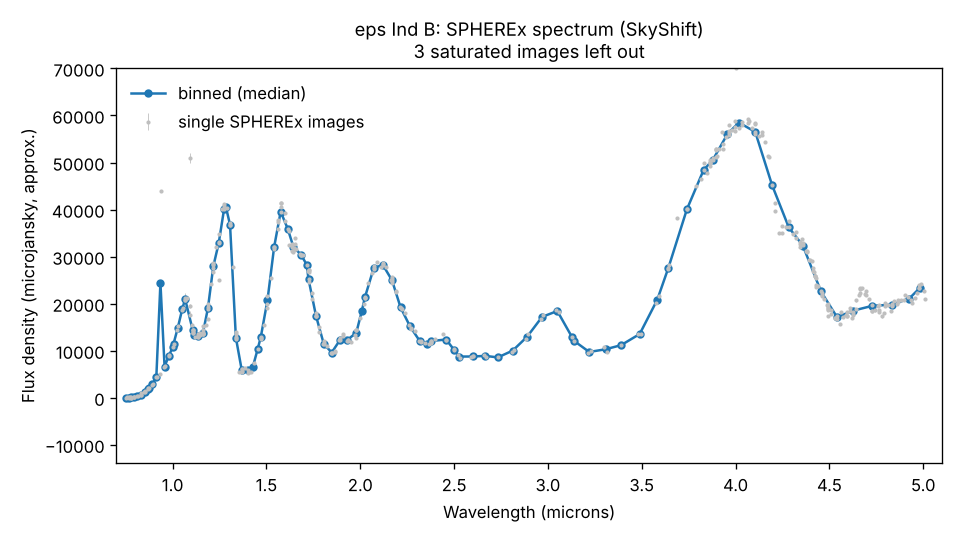 eps Ind B: SPHEREx spectrum (SkyShift)
3 saturated images left out
binned (median)
single SPHEREx images
Flux density (microjansky, approx.)
70000
60000
50000
40000
30000
20000
10000
0
−10000
1.0 1.5 2.0 2.5 3.0 3.5 4.0 4.5 5.0
Wavelength (microns)